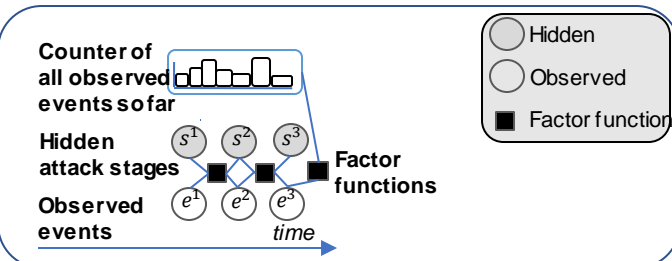 Counter of
all observed
events so far
Hidden
attack stages
s¹ s² s³
Factor
functions
Observed
events
e¹ e² e³
time
Hidden
Observed
Factor function